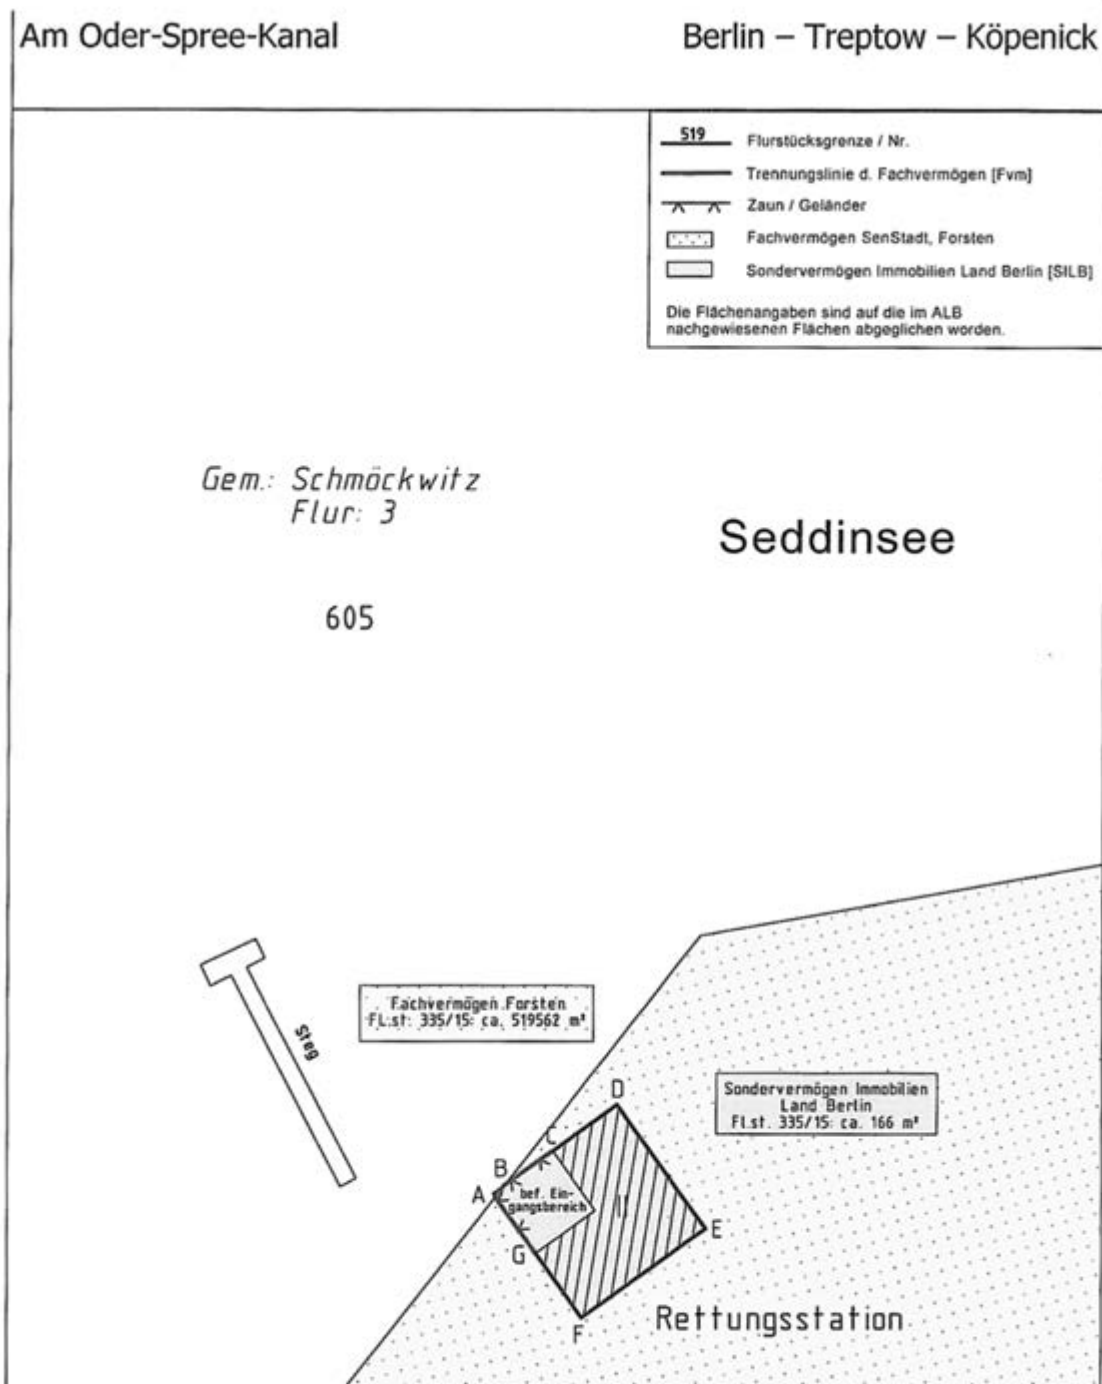 Am Oder-Spree-Kanal
Berlin – Treptow – Köpenick
519 Flurstücksgrenze / Nr.
Trennungslinie d. Fachvermögen [Fvm]
Zaun / Geländer
Fachvermögen SenStadt, Forsten
Sondervermögen Immobilien Land Berlin [SILB]
Die Flächenangaben sind auf die im ALB
nachgewiesenen Flächen abgeglichen worden.
Gem.: Schmöckwitz
Flur: 3
605
Seddinsee
Steg
Fachvermögen Forsten
Fl.st: 335/15: ca. 519562 m²
Sondervermögen Immobilien
Land Berlin
Fl.st. 335/15: ca. 166 m²
D
C
B
A
bef. Ein-
gangsbereich
II
E
G
F
Rettungsstation